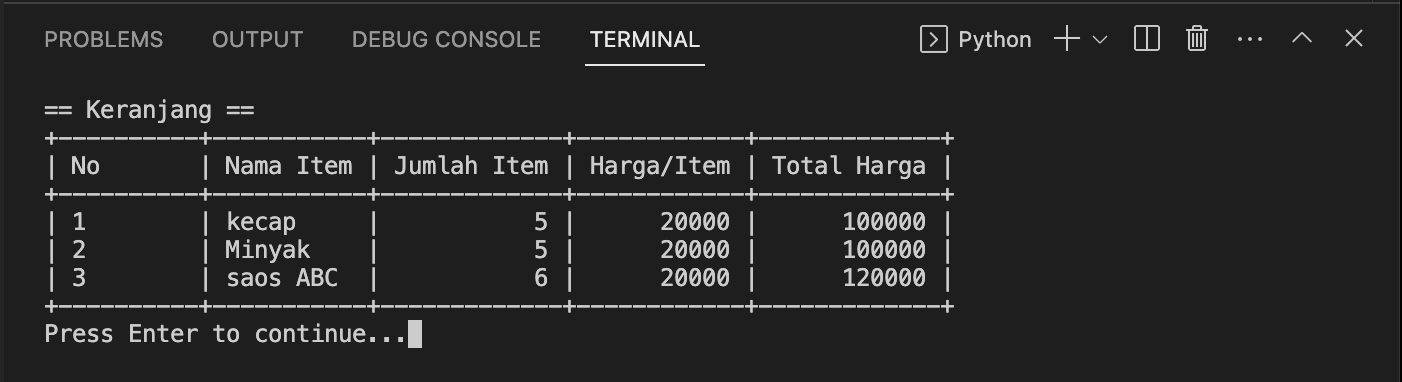 PROBLEMS OUTPUT DEBUG CONSOLE TERMINAL Python
== Keranjang ==
+----------+-----------+-------------+------------+-------------+
| No       | Nama Item | Jumlah Item | Harga/Item | Total Harga |
+----------+-----------+-------------+------------+-------------+
| 1        | kecap     |           5 |      20000 |      100000 |
| 2        | Minyak    |           5 |      20000 |      100000 |
| 3        | saos ABC  |           6 |      20000 |      120000 |
+----------+-----------+-------------+------------+-------------+
Press Enter to continue...